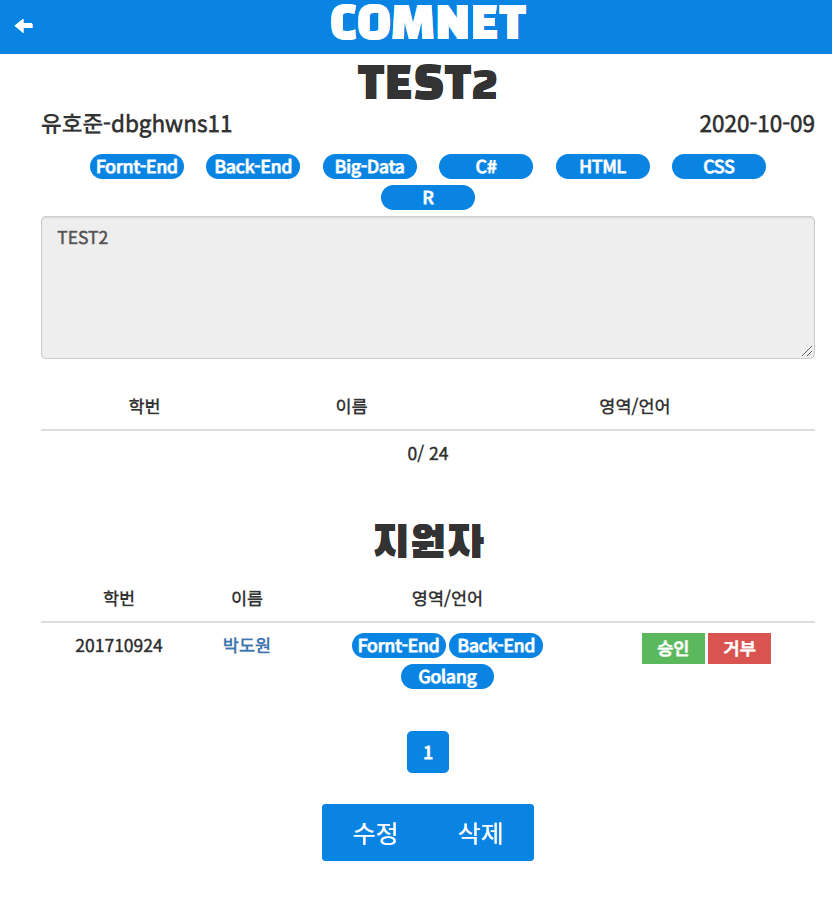 COMNET
TEST2
유호준-dbghwns11 2020-10-09
Fornt-End Back-End Big-Data C# HTML CSS
R
TEST2
학번 이름 영역/언어
0/ 24
지원자
학번 이름 영역/언어
201710924 박도원 Fornt-End Back-End 승인 거부
Golang
1
수정 삭제